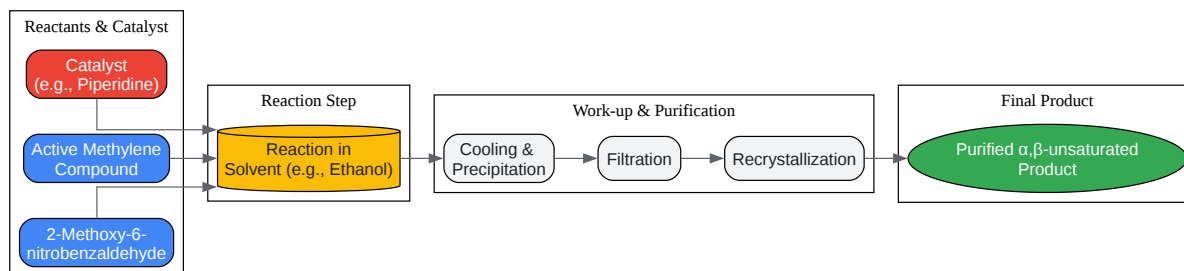 Reactants & Catalyst
Catalyst
(e.g., Piperidine)
Active Methylene
Compound
2-Methoxy-6-
nitrobenzaldehyde
Reaction Step
Reaction in
Solvent (e.g., Ethanol)
Work-up & Purification
Cooling &
Precipitation
Filtration
Recrystallization
Final Product
Purified α,β-unsaturated
Product